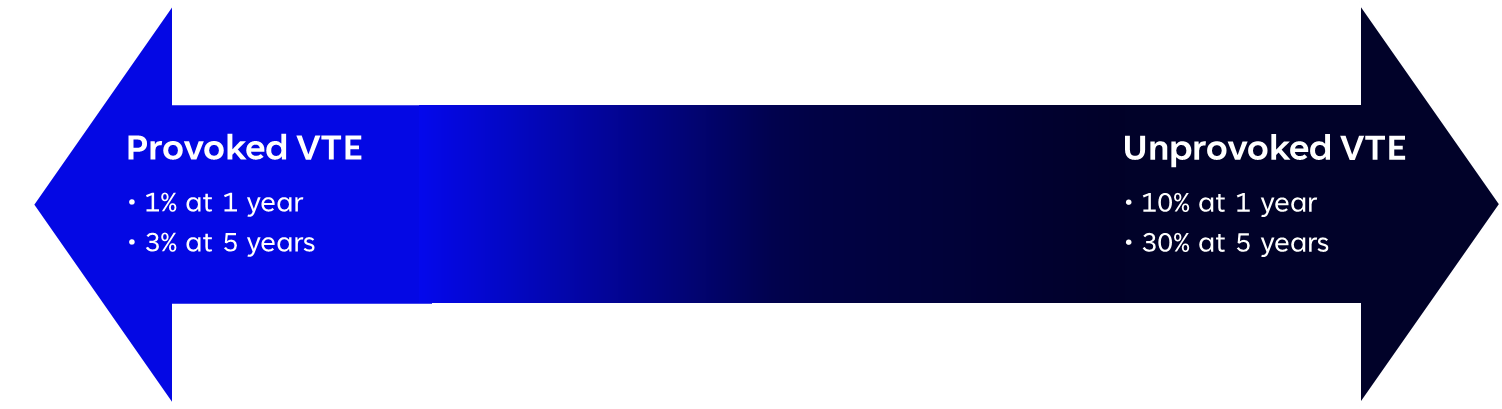 Provoked VTE
• 1% at 1 year
• 3% at 5 years
Unprovoked VTE
• 10% at 1 year
• 30% at 5 years